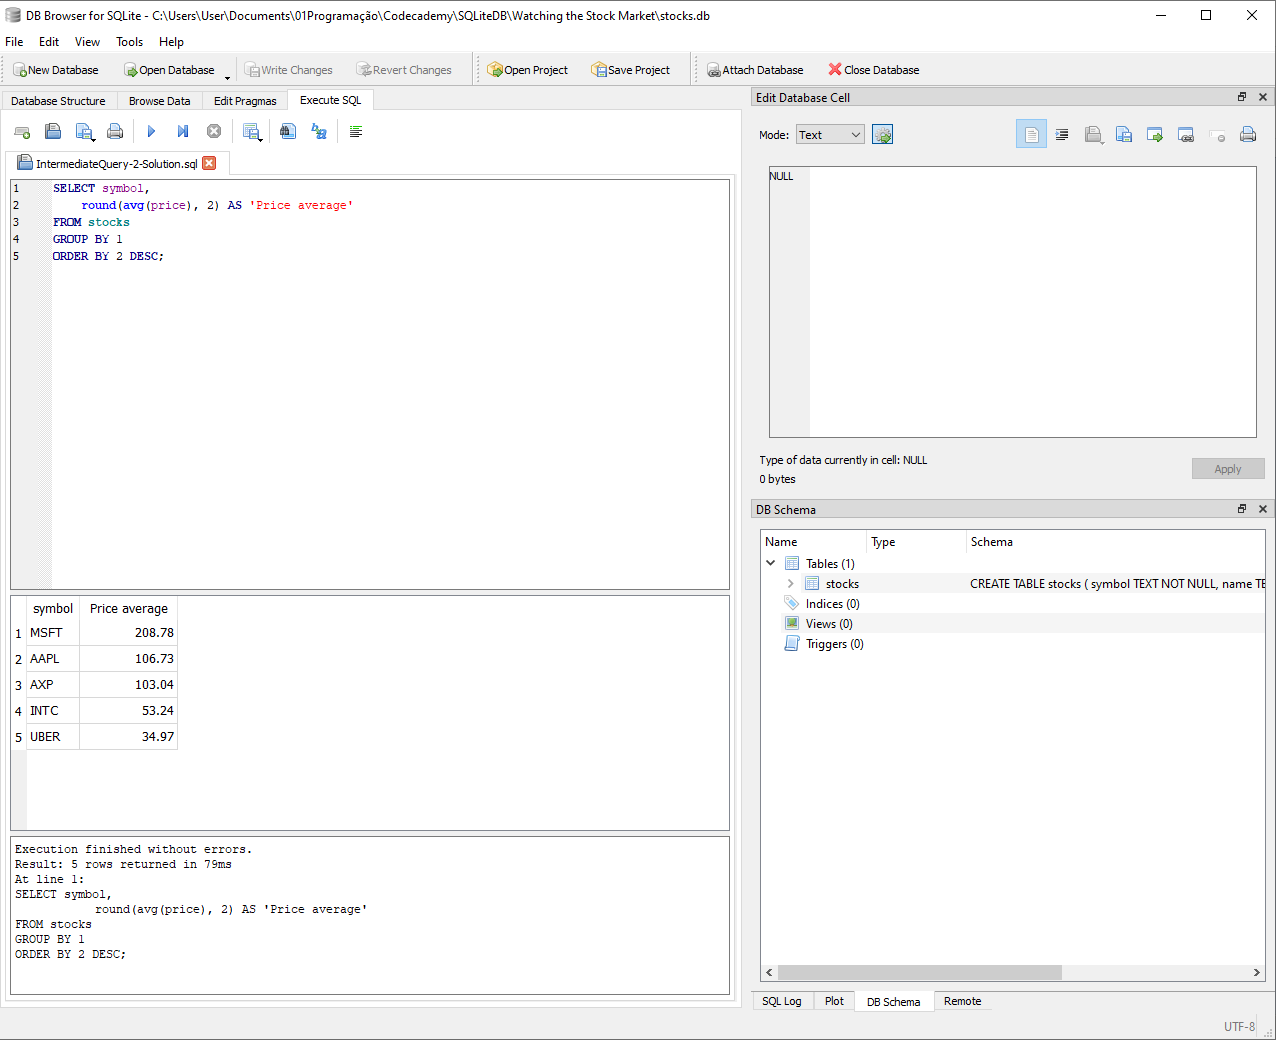 DB Browser for SQLite - C:\Users\User\Documents\01Programação\Codecademy\SQLiteDB\Watching the Stock Market\stocks.db
File Edit View Tools Help
New Database Open Database Write Changes Revert Changes Open Project Save Project Attach Database Close Database
Database Structure Browse Data Edit Pragmas Execute SQL
IntermediateQuery-2-Solution.sql
1 SELECT symbol,
2 round(avg(price), 2) AS 'Price average'
3 FROM stocks
4 GROUP BY 1
5 ORDER BY 2 DESC;
symbol Price average
1 MSFT 208.78
2 AAPL 106.73
3 AXP 103.04
4 INTC 53.24
5 UBER 34.97
Execution finished without errors.
Result: 5 rows returned in 79ms
At line 1:
SELECT symbol,
round(avg(price), 2) AS 'Price average'
FROM stocks
GROUP BY 1
ORDER BY 2 DESC;
Edit Database Cell
Mode: Text
NULL
Type of data currently in cell: NULL
0 bytes
Apply
DB Schema
Name Type Schema
Tables (1)
stocks CREATE TABLE stocks ( symbol TEXT NOT NULL, name TE
Indices (0)
Views (0)
Triggers (0)
SQL Log Plot DB Schema Remote
UTF-8